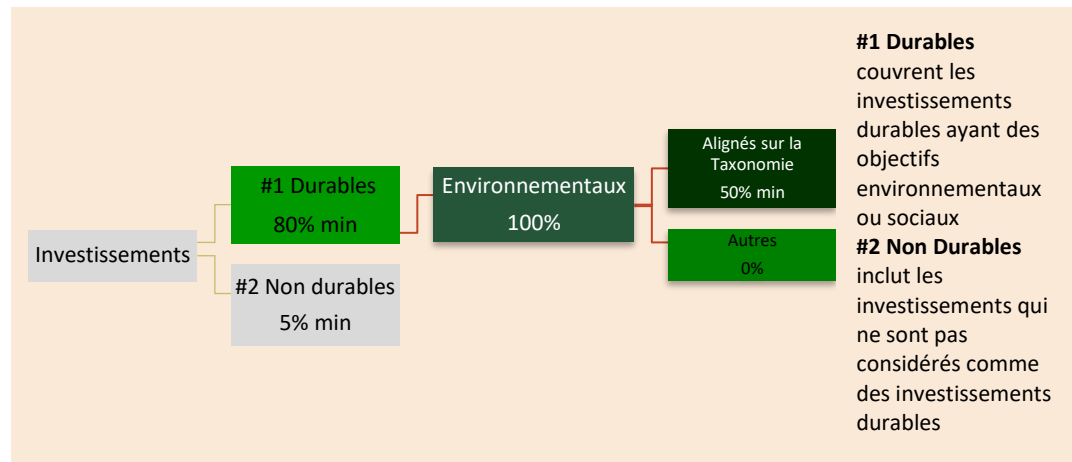 Investissements
#1 Durables
80% min
#2 Non durables
5% min
Environnementaux
100%
Alignés sur la
Taxonomie
50% min
Autres
0%
#1 Durables
couvrent les
investissements
durables ayant des
objectifs
environnementaux
ou sociaux
#2 Non Durables
inclut les
investissements qui
ne sont pas
considérés comme
des investissements
durables